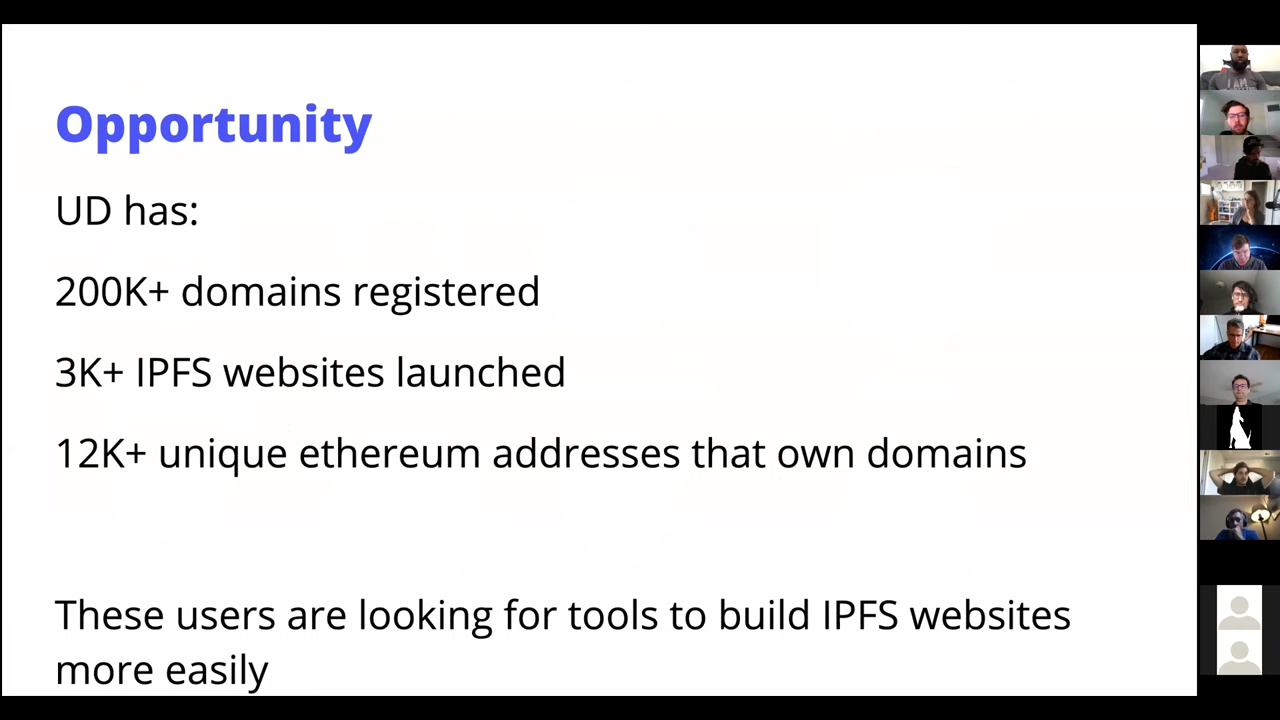 Opportunity
UD has:
200K+ domains registered
3K+ IPFS websites launched
12K+ unique ethereum addresses that own domains
These users are looking for tools to build IPFS websites
more easily